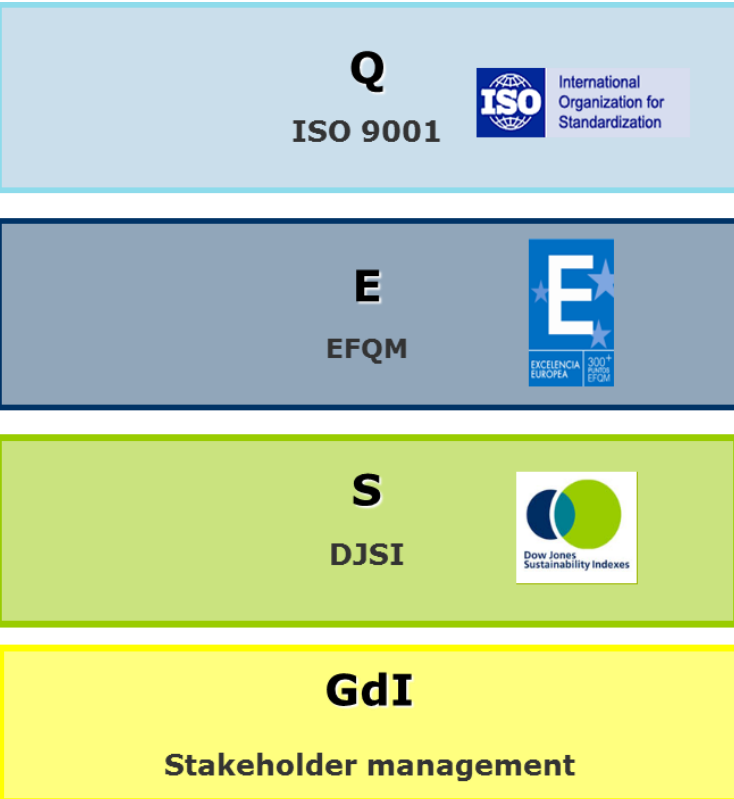 Q
ISO 9001
ISO
International
Organization for
Standardization
E
EFQM
E
EXCELENCIA
EUROPEA
300+
PUNTOS
EFQM
S
DJSI
Dow Jones
Sustainability Indexes
GdI
Stakeholder management